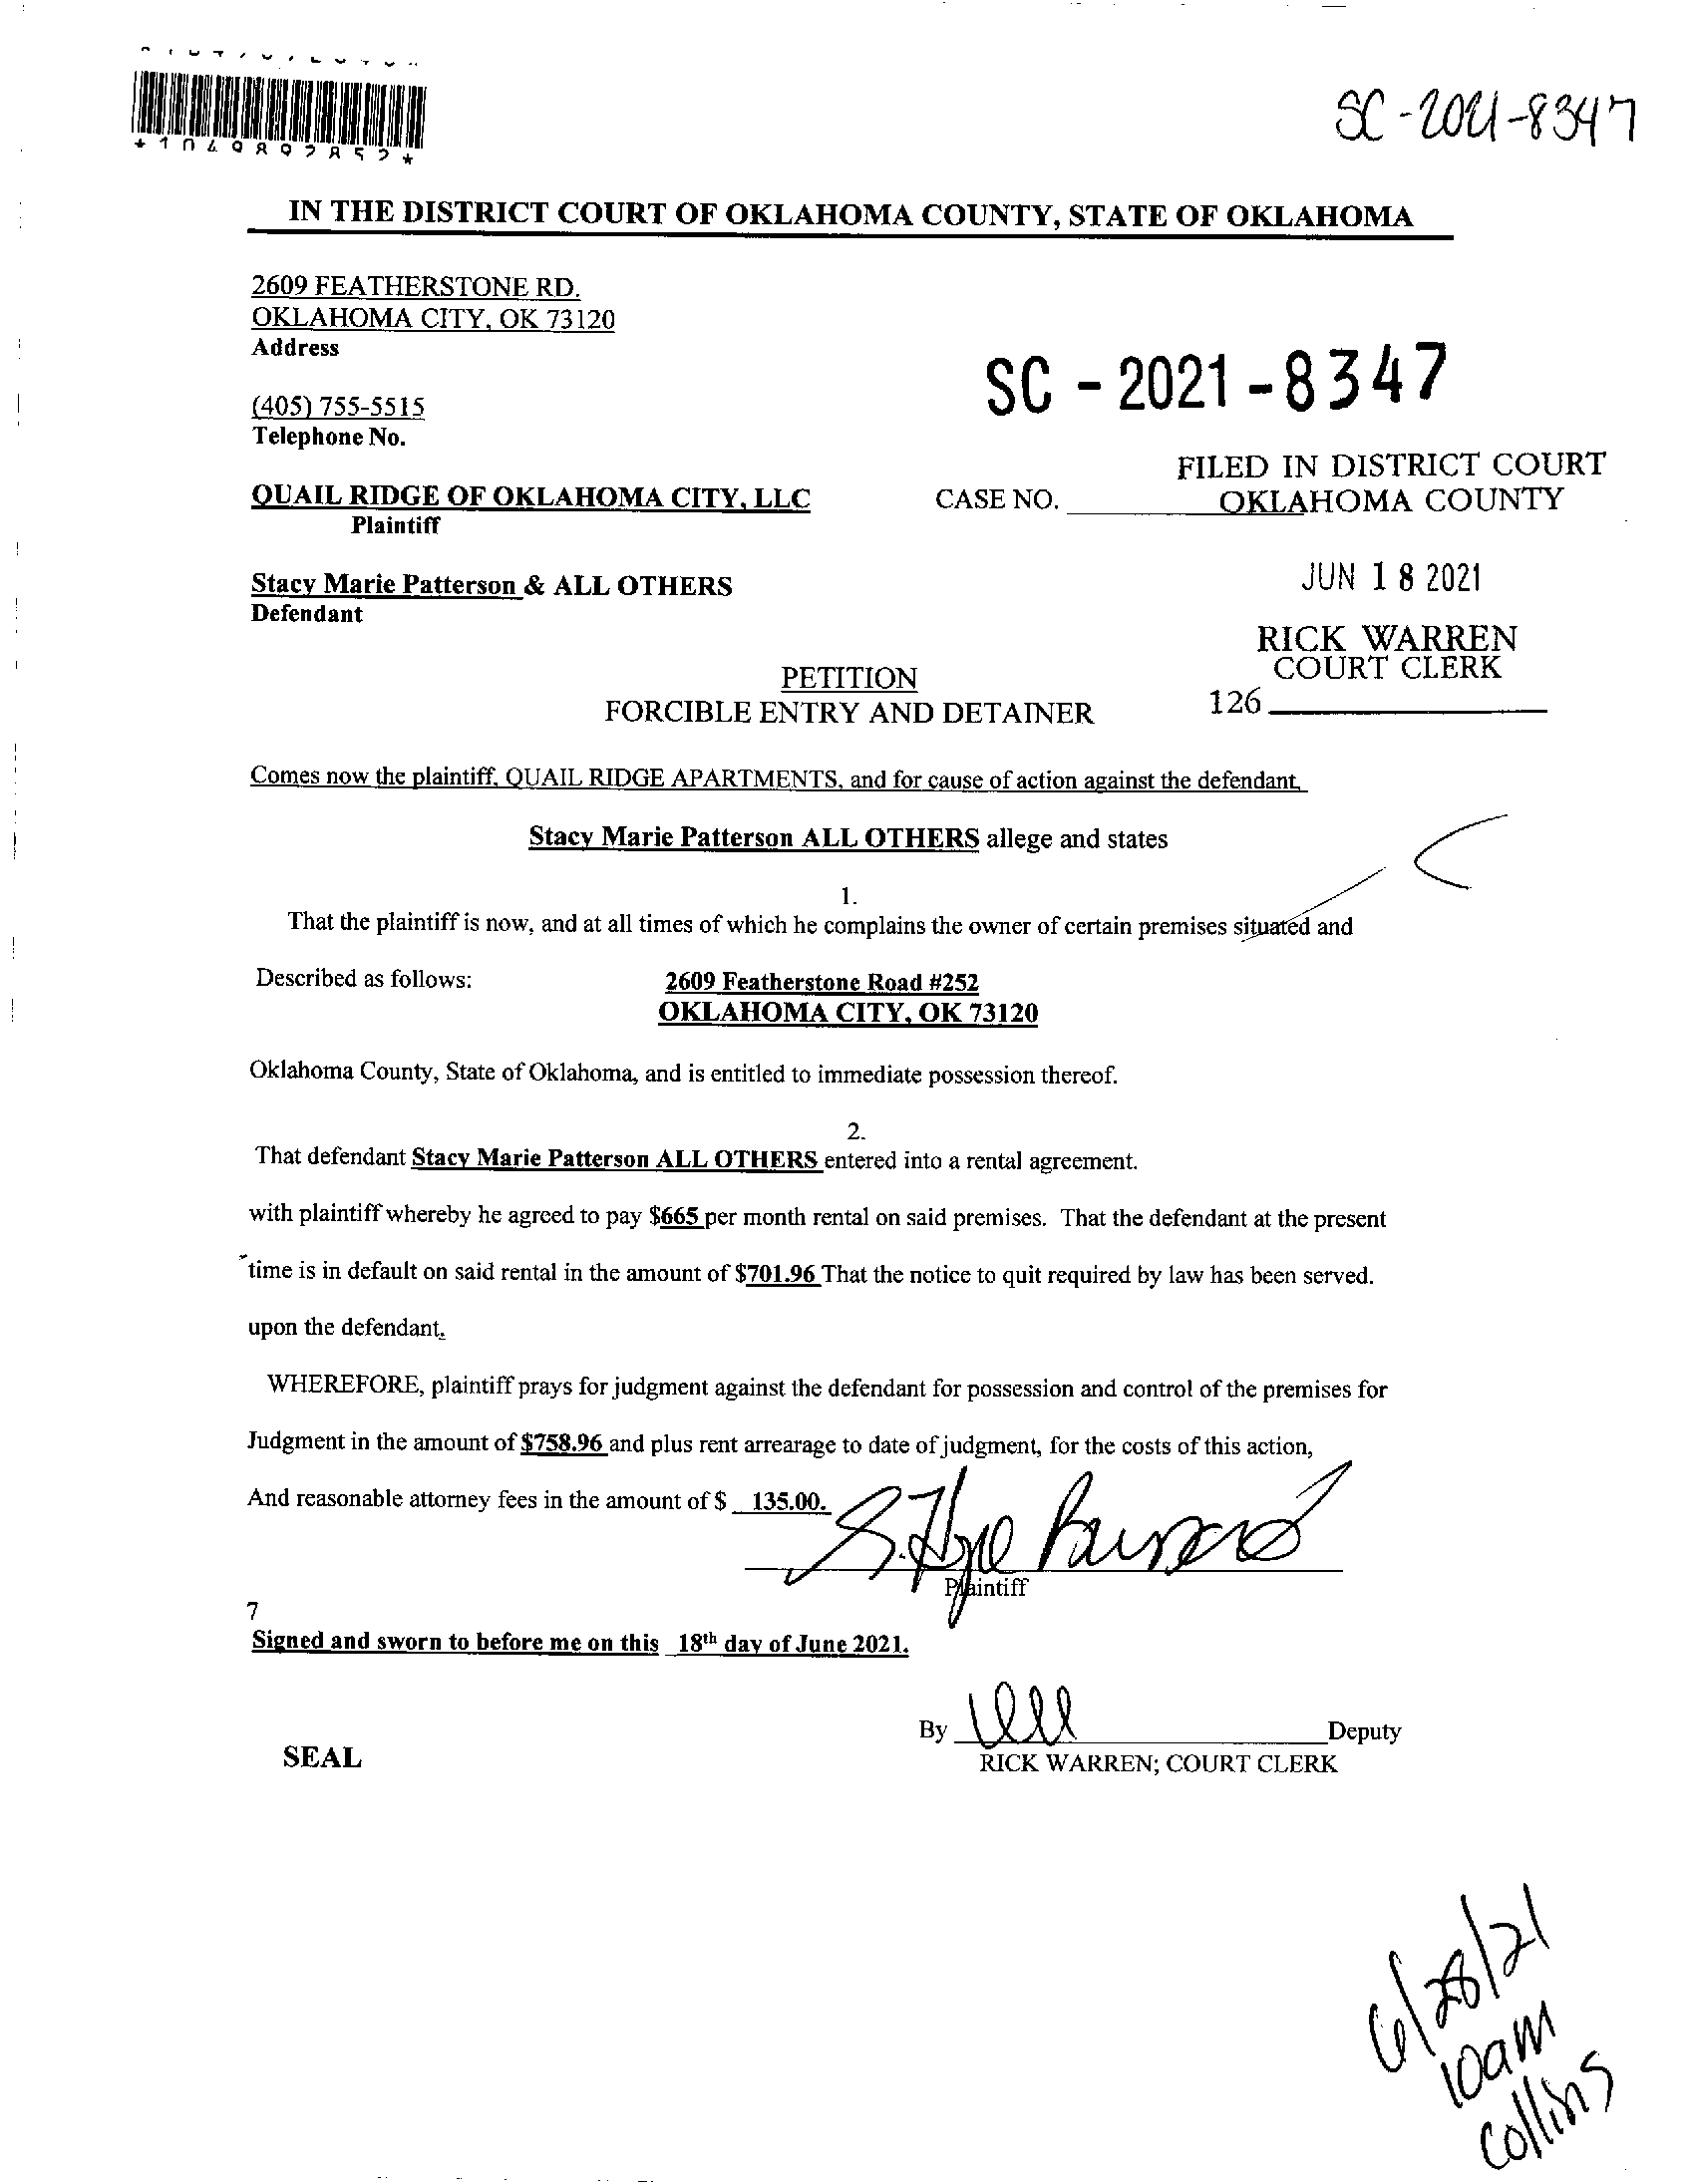 SC-2021-8347
IN THE DISTRICT COURT OF OKLAHOMA COUNTY, STATE OF OKLAHOMA
2609 FEATHERSTONE RD.
OKLAHOMA CITY, OK 73120
Address
SC - 2021 - 8347
(405) 755-5515
Telephone No.
FILED IN DISTRICT COURT
OKLAHOMA COUNTY
QUAIL RIDGE OF OKLAHOMA CITY, LLC CASE NO.
Plaintiff
JUN 18 2021
Stacy Marie Patterson & ALL OTHERS
Defendant
RICK WARREN
COURT CLERK
126
PETITION
FORCIBLE ENTRY AND DETAINER
Comes now the plaintiff, QUAIL RIDGE APARTMENTS, and for cause of action against the defendant,
Stacy Marie Patterson ALL OTHERS allege and states
1.
That the plaintiff is now, and at all times of which he complains the owner of certain premises situated and
Described as follows: 2609 Featherstone Road #252
OKLAHOMA CITY, OK 73120
Oklahoma County, State of Oklahoma, and is entitled to immediate possession thereof.
2.
That defendant Stacy Marie Patterson ALL OTHERS entered into a rental agreement.
with plaintiff whereby he agreed to pay $665 per month rental on said premises. That the defendant at the present
time is in default on said rental in the amount of $701.96 That the notice to quit required by law has been served.
upon the defendant.
WHEREFORE, plaintiff prays for judgment against the defendant for possession and control of the premises for
Judgment in the amount of $758.96 and plus rent arrearage to date of judgment, for the costs of this action,
And reasonable attorney fees in the amount of $ 135.00.
Plaintiff
7
Signed and sworn to before me on this 18th day of June 2021.
By Deputy
SEAL
RICK WARREN; COURT CLERK
6/28/21
10am
Collins